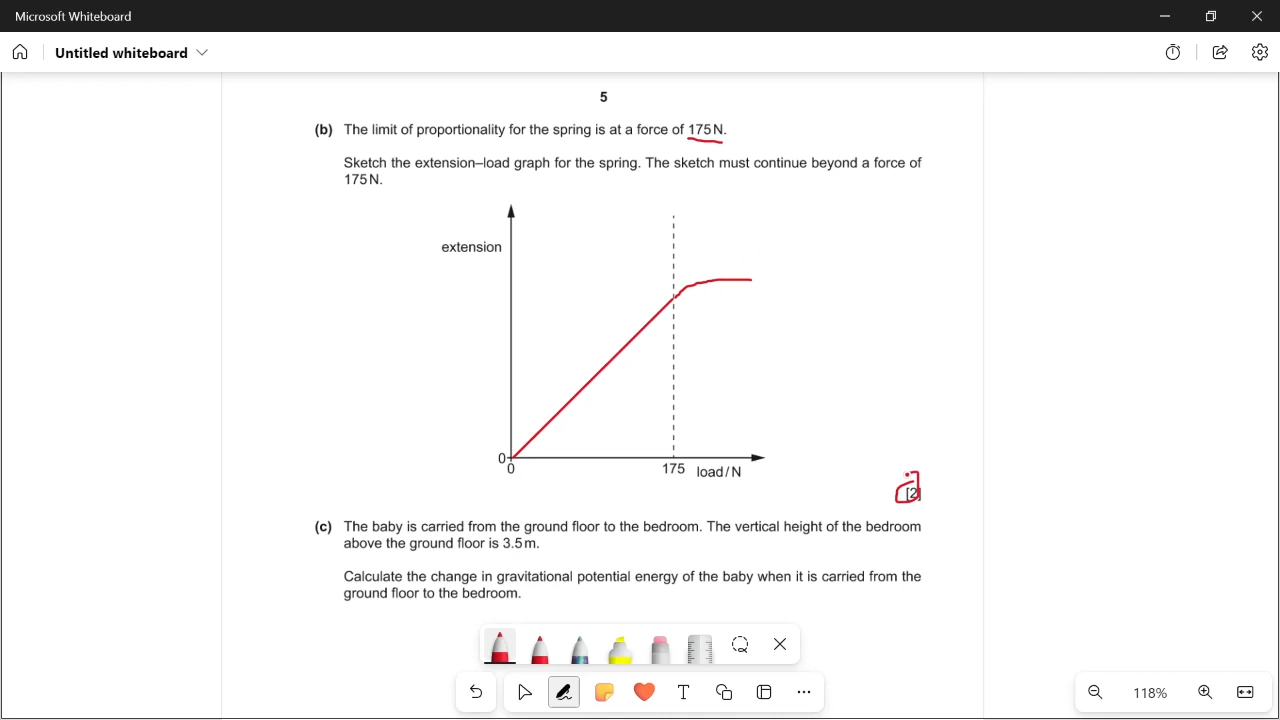 Microsoft Whiteboard
Untitled whiteboard
5
(b) The limit of proportionality for the spring is at a force of 175 N.
Sketch the extension–load graph for the spring. The sketch must continue beyond a force of
175 N.
extension
0
0
175
load / N
[2]
(c) The baby is carried from the ground floor to the bedroom. The vertical height of the bedroom
above the ground floor is 3.5 m.
Calculate the change in gravitational potential energy of the baby when it is carried from the
ground floor to the bedroom.
T
118%